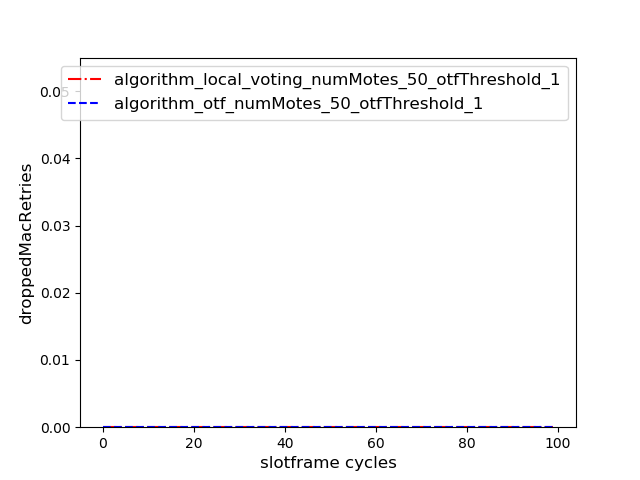 algorithm_local_voting_numMotes_50_otfThreshold_1
algorithm_otf_numMotes_50_otfThreshold_1
droppedMacRetries
0.05
0.04
0.03
0.02
0.01
0.00
0 20 40 60 80 100
slotframe cycles